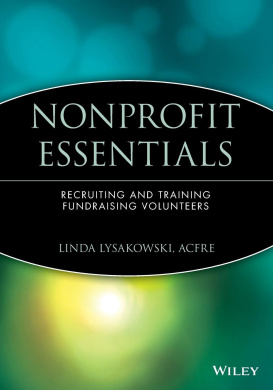 NONPROFIT
ESSENTIALS
RECRUITING AND TRAINING
FUNDRAISING VOLUNTEERS
LINDA LYSAKOWSKI, ACFRE
WILEY